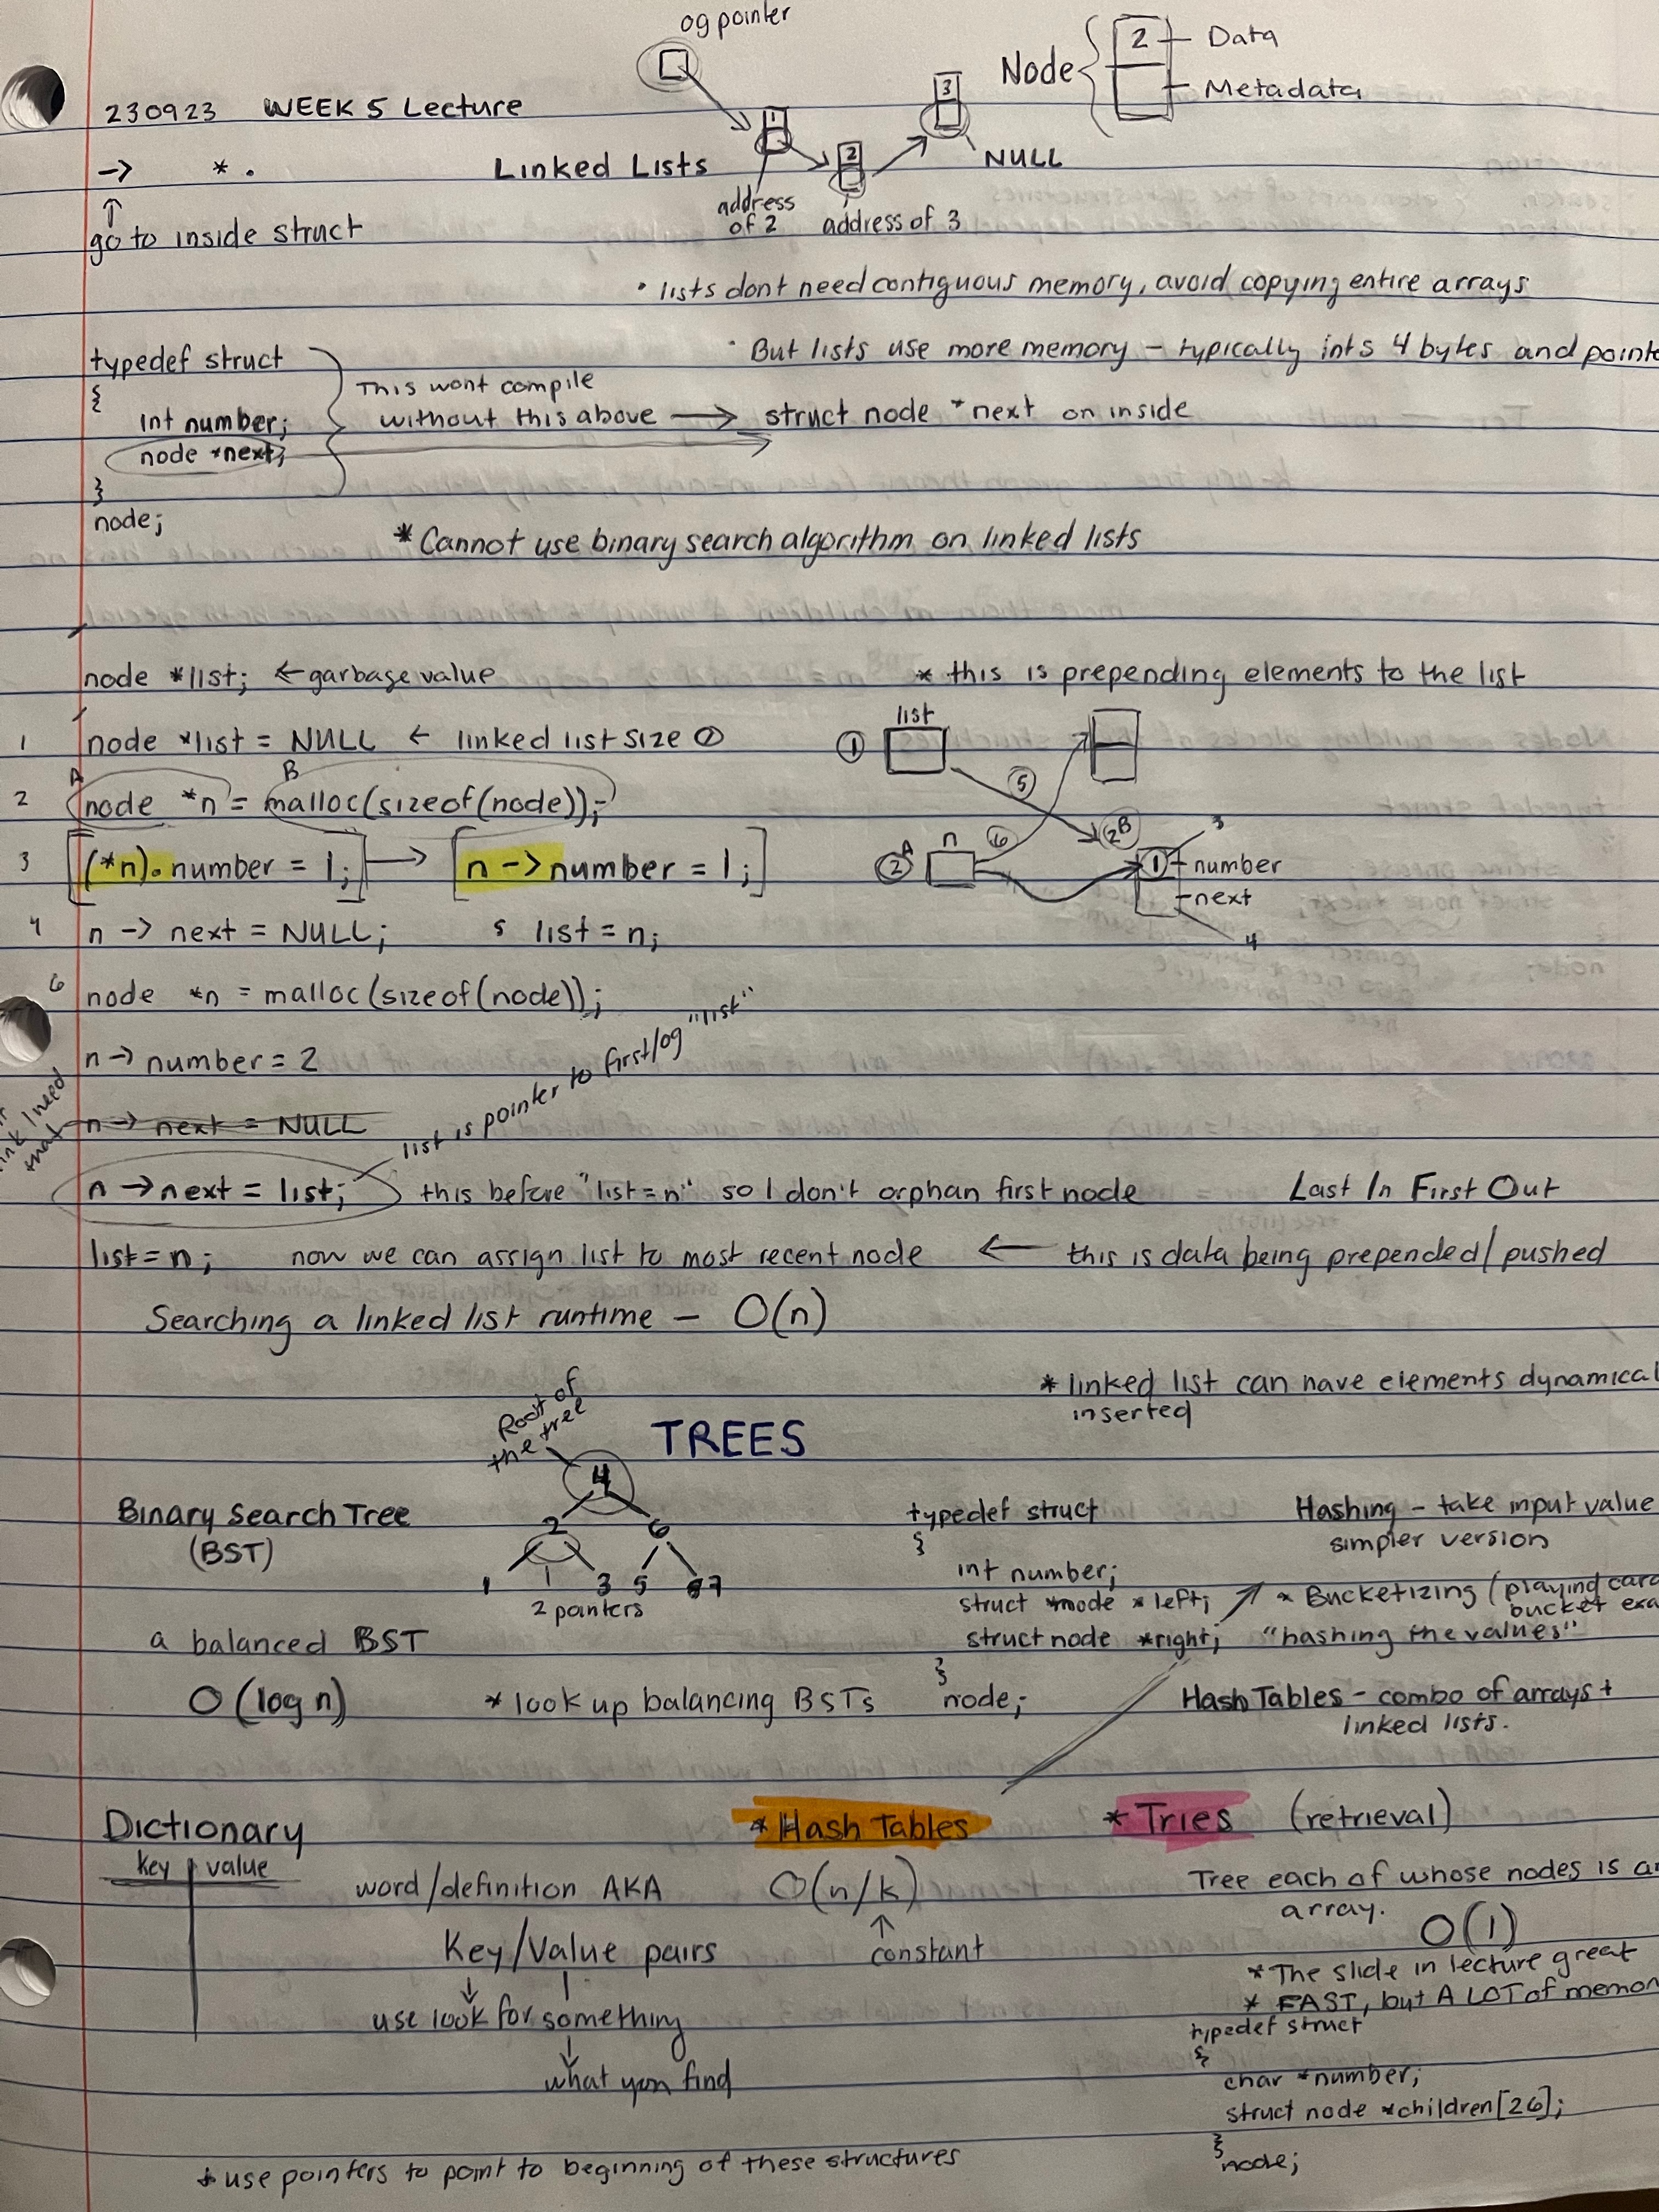 og pointer
Node { 2 - Data
- Metadata
230923 WEEK 5 Lecture
1 2 3
NULL
-> * .
Linked Lists
go to inside struct
address of 2
address of 3
• lists dont need contiguous memory, avoid copying entire arrays
• But lists use more memory - typically ints 4 bytes and
typedef struct
{
int number;
node *next;
}
node;
This wont compile
without this above -> struct node *next on inside
* Cannot use binary search algorithm on linked lists
node *list; <- garbage value
* this is prepending elements to the list
1 node *list = NULL <- linked list size 0
A B
2 node *n = malloc(sizeof(node));
3 [(*n).number = 1;] -> [n -> number = 1;]
4 n -> next = NULL; 5 list = n;
1 list
5
2A n 6 2B 3
1 - number
- next
4
6 node *n = malloc(sizeof(node));
n -> number = 2
n -> next = NULL
I need that
list is pointer to first/og "list"
n -> next = list; this before "list=n" so I don't orphan first node Last In First Out
list = n; now we can assign list to most recent node <- this is data being prepended/pushed
Searching a linked list runtime - O(n)
* linked list can have elements
inserted
Root of
the tree
TREES
Binary Search Tree
(BST)
4
2 6
1 3 5 7
2 pointers
a balanced BST
O(log n)
* look up balancing BSTs
typedef struct
{
int number;
struct node *left;
struct node *right;
}
node;
Hashing - take input value
simpler version
* Bucketizing (playing
bucket
"hashing the values"
Hash Tables - combo of arrays +
linked lists.
Dictionary
key | value
word/definition AKA
Key/Value pairs
use look for something
what you find
* Hash Tables
O(n/k)
constant
* Tries (retrieval)
Tree each of whose nodes is
array. O(1)
* The slide in lecture great
* FAST, but A LOT of
typedef struct
{
char *number;
struct node *children[26];
}
node;
* use pointers to point to beginning of these structures